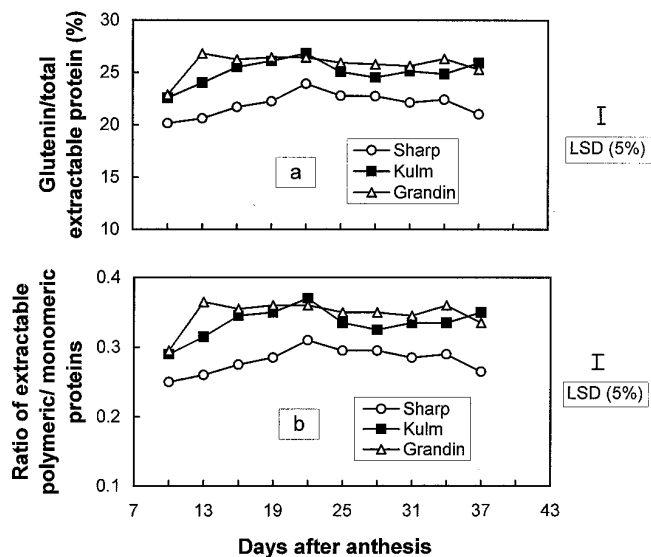 30
25
20
15
10
Glutenin/total
extractable protein (%)
a
Sharp
Kulm
Grandin
LSD (5%)
0.4
0.3
0.2
0.1
Ratio of extractable
polymeric/ monomeric
proteins
b
Sharp
Kulm
Grandin
LSD (5%)
7 13 19 25 31 37 43
Days after anthesis